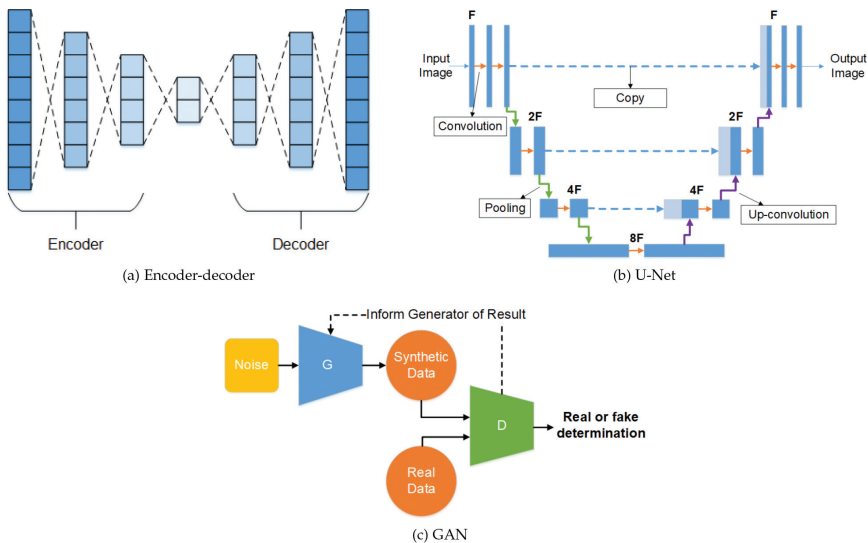 Encoder
Decoder
(a) Encoder-decoder
F
F
Input
Image
Output
Image
Copy
Convolution
2F
2F
4F
4F
Pooling
Up-convolution
8F
(b) U-Net
Inform Generator of Result
Noise
G
Synthetic
Data
D
Real or fake
determination
Real
Data
(c) GAN